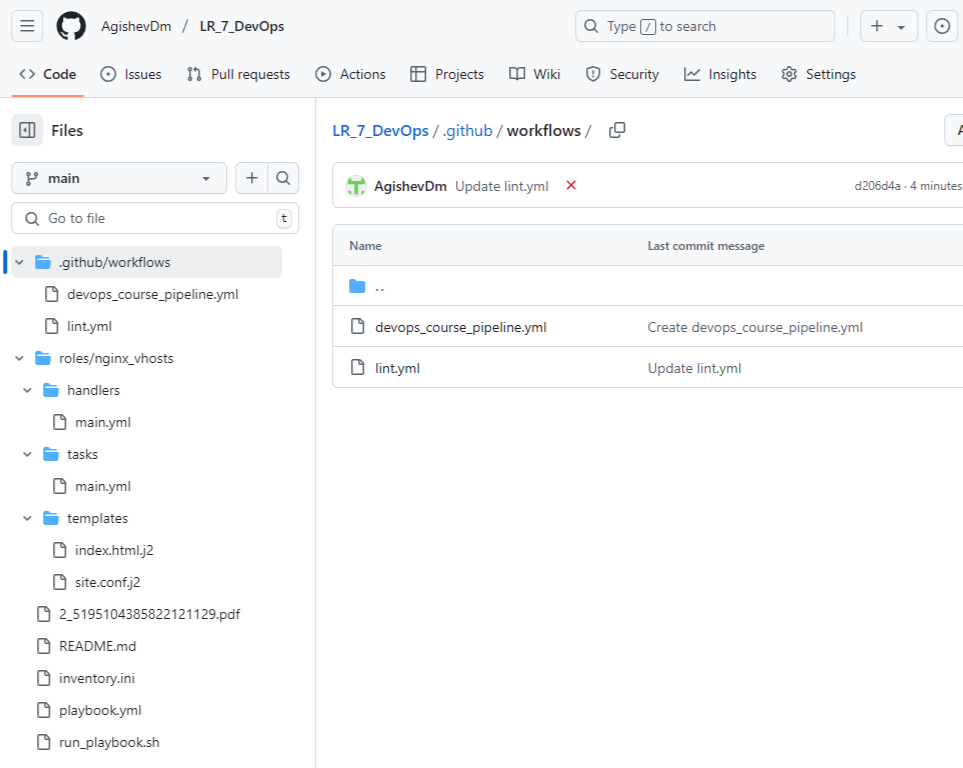 AgishevDm / LR_7_DevOps
Type / to search
Code Issues Pull requests Actions Projects Wiki Security Insights Settings
Files
main
Go to file t
.github/workflows
devops_course_pipeline.yml
lint.yml
roles/nginx_vhosts
handlers
main.yml
tasks
main.yml
templates
index.html.j2
site.conf.j2
2_5195104385822121129.pdf
README.md
inventory.ini
playbook.yml
run_playbook.sh
LR_7_DevOps / .github / workflows /
AgishevDm Update lint.yml
d206d4a · 4 minutes
Name Last commit message
..
devops_course_pipeline.yml Create devops_course_pipeline.yml
lint.yml Update lint.yml